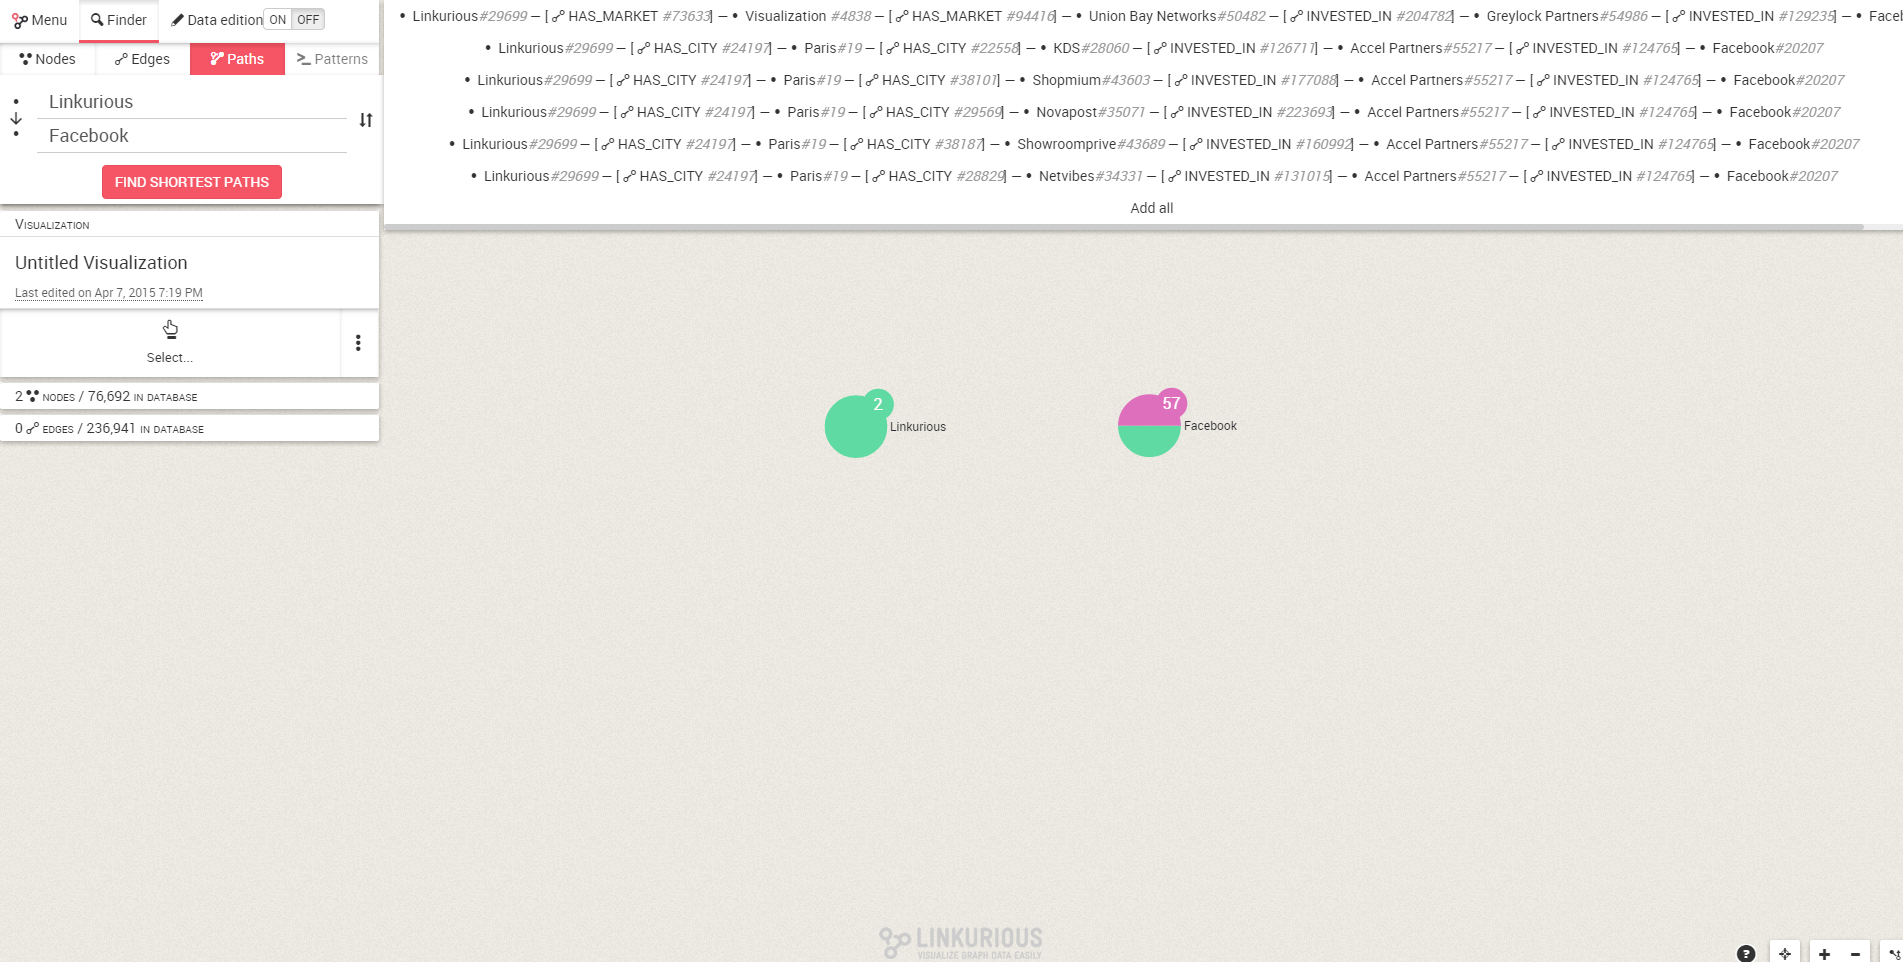 Menu Finder Data edition ON OFF
Nodes Edges Paths Patterns
Linkurious
Facebook
FIND SHORTEST PATHS
Visualization
Untitled Visualization
Last edited on Apr 7, 2015 7:19 PM
Select...
2 nodes / 76,692 in database
0 edges / 236,941 in database
• Linkurious#29699 – [ HAS_MARKET #73633] – • Visualization #4838 – [ HAS_MARKET #94416] – • Union Bay Networks#50482 – [ INVESTED_IN #204782] – • Greylock Partners#54986 – [ INVESTED_IN #129235] – • Faceb
• Linkurious#29699 – [ HAS_CITY #24197] – • Paris#19 – [ HAS_CITY #22558] – • KDS#28060 – [ INVESTED_IN #126711] – • Accel Partners#55217 – [ INVESTED_IN #124765] – • Facebook#20207
• Linkurious#29699 – [ HAS_CITY #24197] – • Paris#19 – [ HAS_CITY #38101] – • Shopmium#43603 – [ INVESTED_IN #177088] – • Accel Partners#55217 – [ INVESTED_IN #124765] – • Facebook#20207
• Linkurious#29699 – [ HAS_CITY #24197] – • Paris#19 – [ HAS_CITY #29569] – • Novapost#35071 – [ INVESTED_IN #223693] – • Accel Partners#55217 – [ INVESTED_IN #124765] – • Facebook#20207
• Linkurious#29699 – [ HAS_CITY #24197] – • Paris#19 – [ HAS_CITY #38187] – • Showroomprive#43689 – [ INVESTED_IN #160992] – • Accel Partners#55217 – [ INVESTED_IN #124765] – • Facebook#20207
• Linkurious#29699 – [ HAS_CITY #24197] – • Paris#19 – [ HAS_CITY #28829] – • Netvibes#34331 – [ INVESTED_IN #131015] – • Accel Partners#55217 – [ INVESTED_IN #124765] – • Facebook#20207
Add all
2
Linkurious
57
Facebook
LINKURIOUS
VISUALIZE GRAPH DATA EASILY